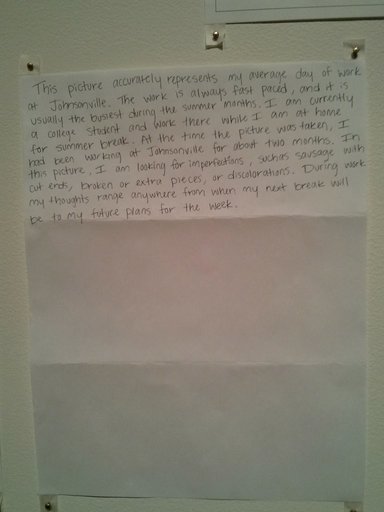 This picture accurately represents my average day of work
at Johnsonville. The work is always fast paced, and it is
usually the busiest during the summer months. I am currently
a college student and work there while I am at home
for summer break. At the time the picture was taken, I
had been working at Johnsonville for about two months. In
this picture, I am looking for imperfections, such as sausage with
cut ends, broken or extra pieces, or discolorations. During work
my thoughts range anywhere from when my next break will
be to my future plans for the week.